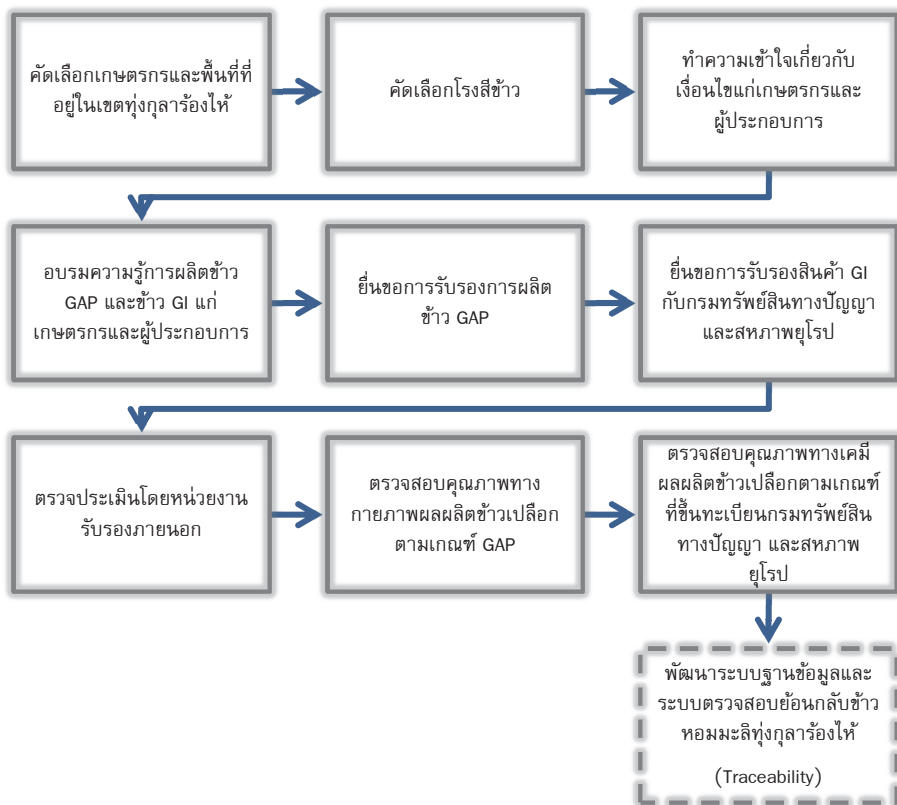 คัดเลือกเกษตรกรและพื้นที่ที่
อยู่ในเขตทุ่งกุลาร้องไห้
คัดเลือกโรงสีข้าว
ทำความเข้าใจเกี่ยวกับ
เงื่อนไขแก่เกษตรกรและ
ผู้ประกอบการ
อบรมความรู้การผลิตข้าว
GAP และข้าว GI แก่
เกษตรกรและผู้ประกอบการ
ยื่นขอการรับรองการผลิต
ข้าว GAP
ยื่นขอการรับรองสินค้า GI
กับกรมทรัพย์สินทางปัญญา
และสหภาพยุโรป
ตรวจประเมินโดยหน่วยงาน
รับรองภายนอก
ตรวจสอบคุณภาพทาง
กายภาพผลผลิตข้าวเปลือก
ตามเกณฑ์ GAP
ตรวจสอบคุณภาพทางเคมี
ผลผลิตข้าวเปลือกตามเกณฑ์
ที่ขึ้นทะเบียนกรมทรัพย์สิน
ทางปัญญา และสหภาพ
ยุโรป
พัฒนาระบบฐานข้อมูลและ
ระบบตรวจสอบย้อนกลับข้าว
หอมมะลิทุ่งกุลาร้องไห้
(Traceability)